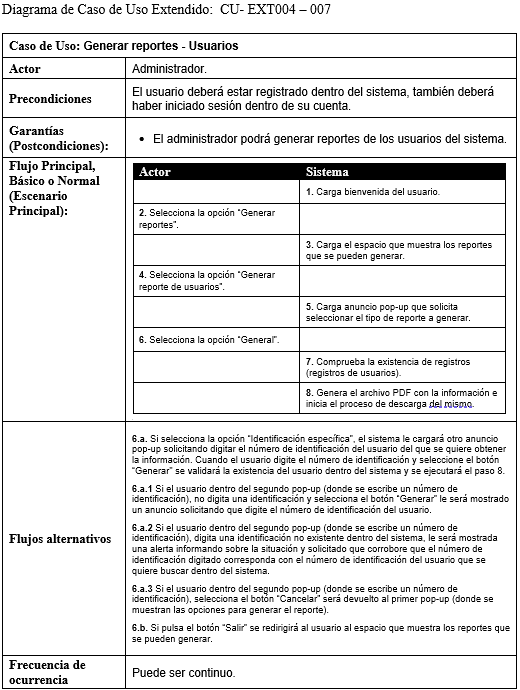 Diagrama de Caso de Uso Extendido:  CU- EXT004 – 007
Caso de Uso: Generar reportes - Usuarios
Actor
Administrador.
Precondiciones
El usuario deberá estar registrado dentro del sistema, también deberá
haber iniciado sesión dentro de su cuenta.
Garantías
(Postcondiciones):
• El administrador podrá generar reportes de los usuarios del sistema.
Flujo Principal,
Básico o Normal
(Escenario
Principal):
Actor
Sistema
1. Carga bienvenida del usuario.
2. Selecciona la opción “Generar
reportes”.
3. Carga el espacio que muestra los reportes
que se pueden generar.
4. Selecciona la opción “Generar
reporte de usuarios”.
5. Carga anuncio pop-up que solicita
seleccionar el tipo de reporte a generar.
6. Selecciona la opción “General”.
7. Comprueba la existencia de registros
(registros de usuarios).
8. Genera el archivo PDF con la información e
inicia el proceso de descarga del mismo.
Flujos alternativos
6.a. Si selecciona la opción “Identificación específica”, el sistema le cargará otro anuncio
pop-up solicitando digitar el número de identificación del usuario del que se quiere obtener
la información. Cuando el usuario digite el número de identificación y seleccione el botón
“Generar” se validará la existencia del usuario dentro del sistema y se ejecutará el paso 8.
6.a.1 Si el usuario dentro del segundo pop-up (donde se escribe un número de
identificación), no digita una identificación y selecciona el botón “Generar” le será mostrado
un anuncio solicitando que digite el número de identificación del usuario.
6.a.2 Si el usuario dentro del segundo pop-up (donde se escribe un número de
identificación), digita una identificación no existente dentro del sistema, le será mostrada
una alerta informando sobre la situación y solicitado que corrobore que el número de
identificación digitado corresponda con el número de identificación del usuario que se
quiere buscar dentro del sistema.
6.a.3 Si el usuario dentro del segundo pop-up (donde se escribe un número de
identificación), selecciona el botón “Cancelar” será devuelto al primer pop-up (donde se
muestran las opciones para generar el reporte).
6.b. Si pulsa el botón “Salir” se redirigirá al usuario al espacio que muestra los reportes que
se pueden generar.
Frecuencia de
ocurrencia
Puede ser continuo.